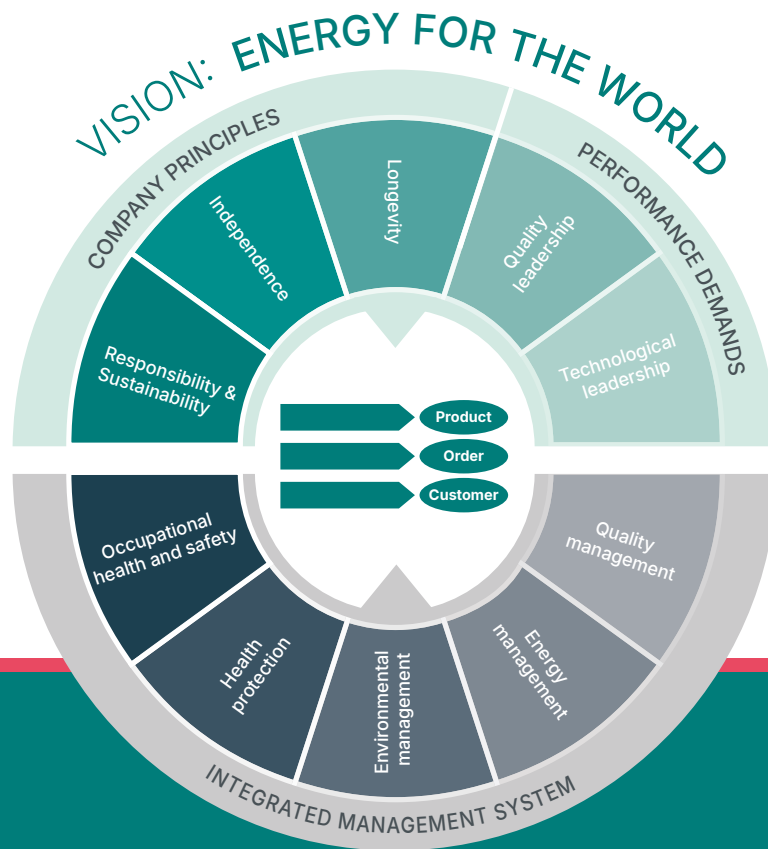 VISION: ENERGY FOR THE WORLD
COMPANY PRINCIPLES
PERFORMANCE DEMANDS
Responsibility &
Sustainability
Independence
Longevity
Quality
leadership
Technological
leadership
Product
Order
Customer
Occupational
health and safety
Health
protection
Environmental
management
Energy
management
Quality
management
INTEGRATED MANAGEMENT SYSTEM